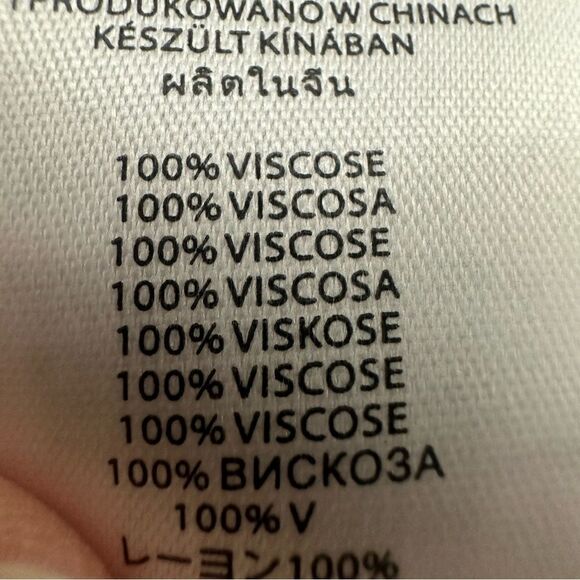 WYPRODUKOWANO W CHINACH
KÉSZÜLT KÍNÁBAN
ผลิตในจีน
100% VISCOSE
100% VISCOSA
100% VISCOSE
100% VISCOSA
100% VISKOSE
100% VISCOSE
100% VISCOSE
100% ВИСКОЗА
100% V
レーヨン100%